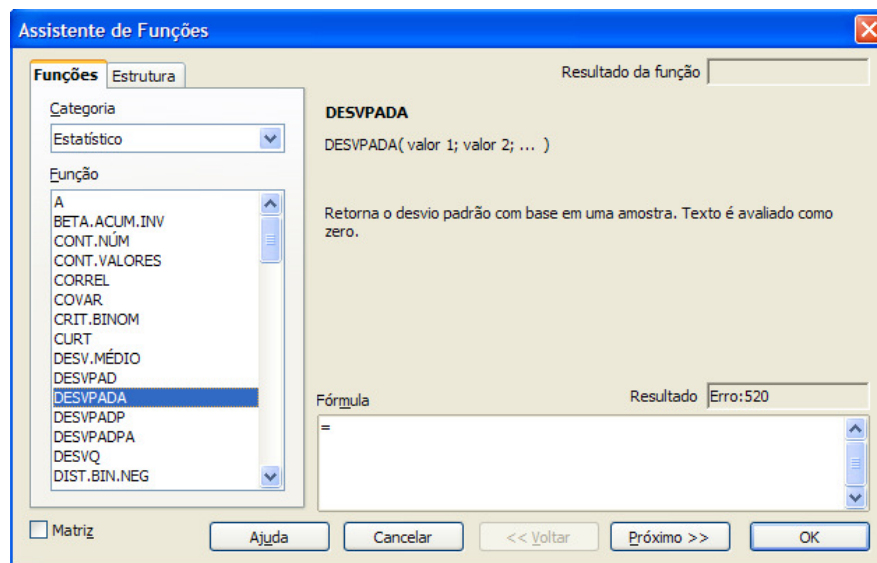 Assistente de Funções
Funções
Estrutura
Resultado da função
Categoria
Estatístico
Função
A
BETA.ACUM.INV
CONT.NÚM
CONT.VALORES
CORREL
COVAR
CRIT.BINOM
CURT
DESV.MÉDIO
DESVPAD
DESVPADA
DESVPADP
DESVPADPA
DESVQ
DIST.BIN.NEG
DESVPADA
DESVPADA( valor 1; valor 2; ... )
Retorna o desvio padrão com base em uma amostra. Texto é avaliado como
zero.
Fórmula
Resultado Erro:520
=
Matriz
Ajuda
Cancelar
<< Voltar
Próximo >>
OK